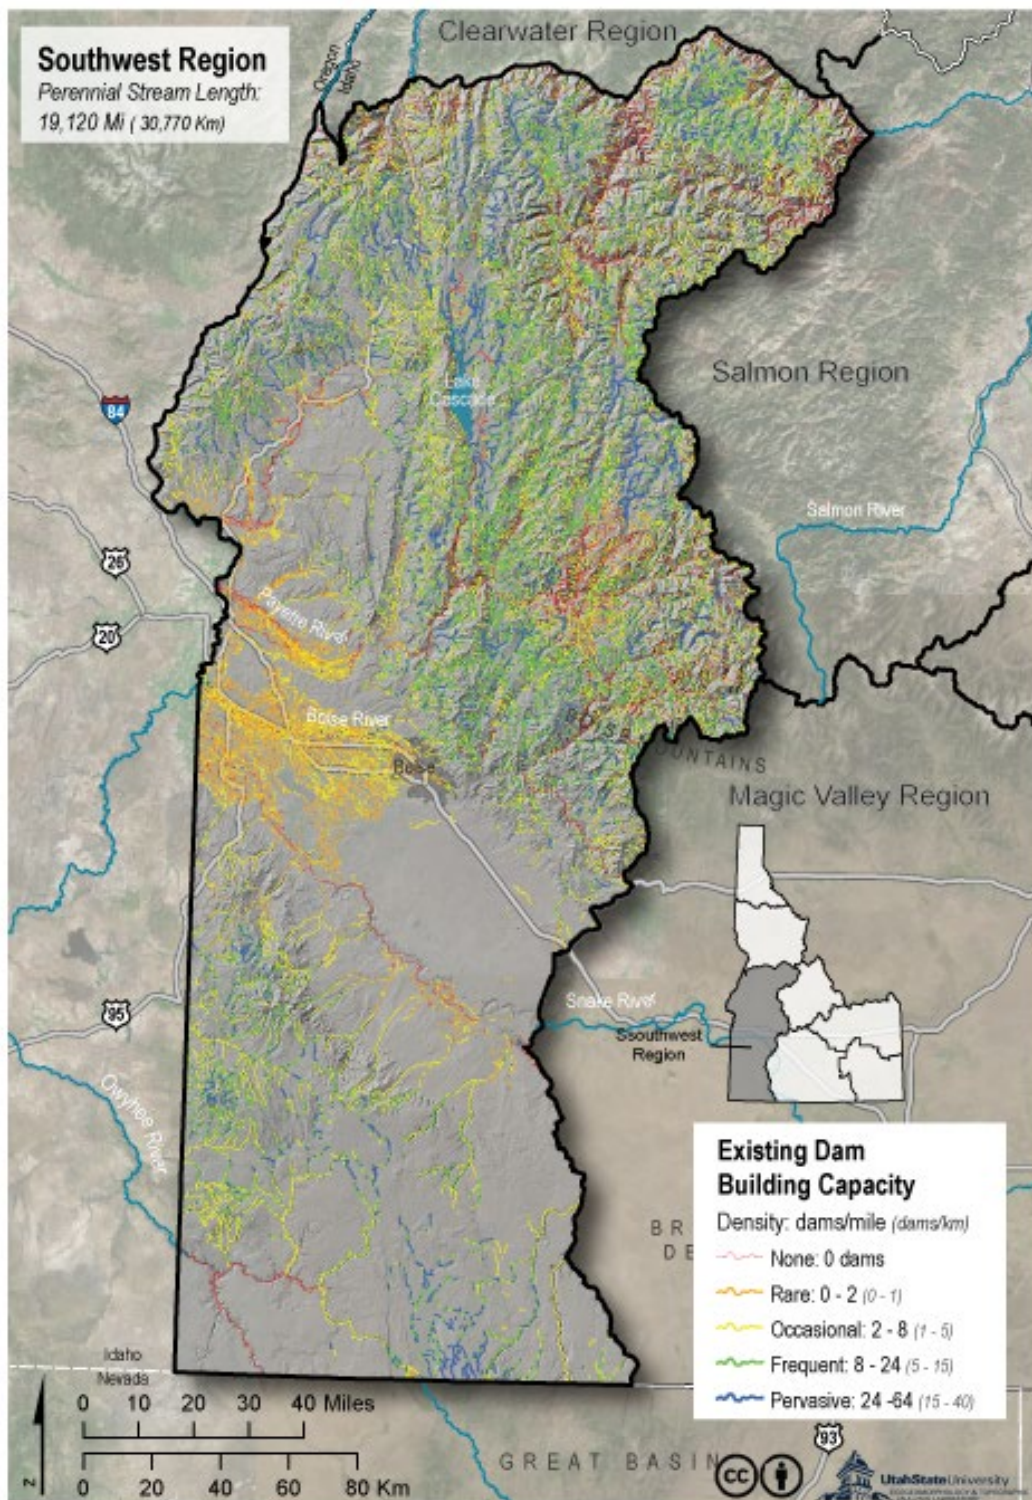 Southwest Region
Perennial Stream Length:
19,120 Mi ( 30,770 Km)
Clearwater Region
Oregon
Idaho
Lake
Cascade
Salmon Region
84
Salmon River
26
20
Payette River
Boise River
Boise
MOUNTAINS
Magic Valley Region
Snake River
Ssouthwest
Region
95
Owyhee River
Existing Dam
Building Capacity
Density: dams/mile (dams/km)
None: 0 dams
Rare: 0 - 2 (0 - 1)
Occasional: 2 - 8 (1 - 5)
Frequent: 8 - 24 (5 - 15)
Pervasive: 24 -64 (15 - 40)
BR
DE
Idaho
Nevada
0 10 20 30 40 Miles
0 20 40 60 80 Km
N
93
GREAT BASIN
CC
UtahStateUniversity